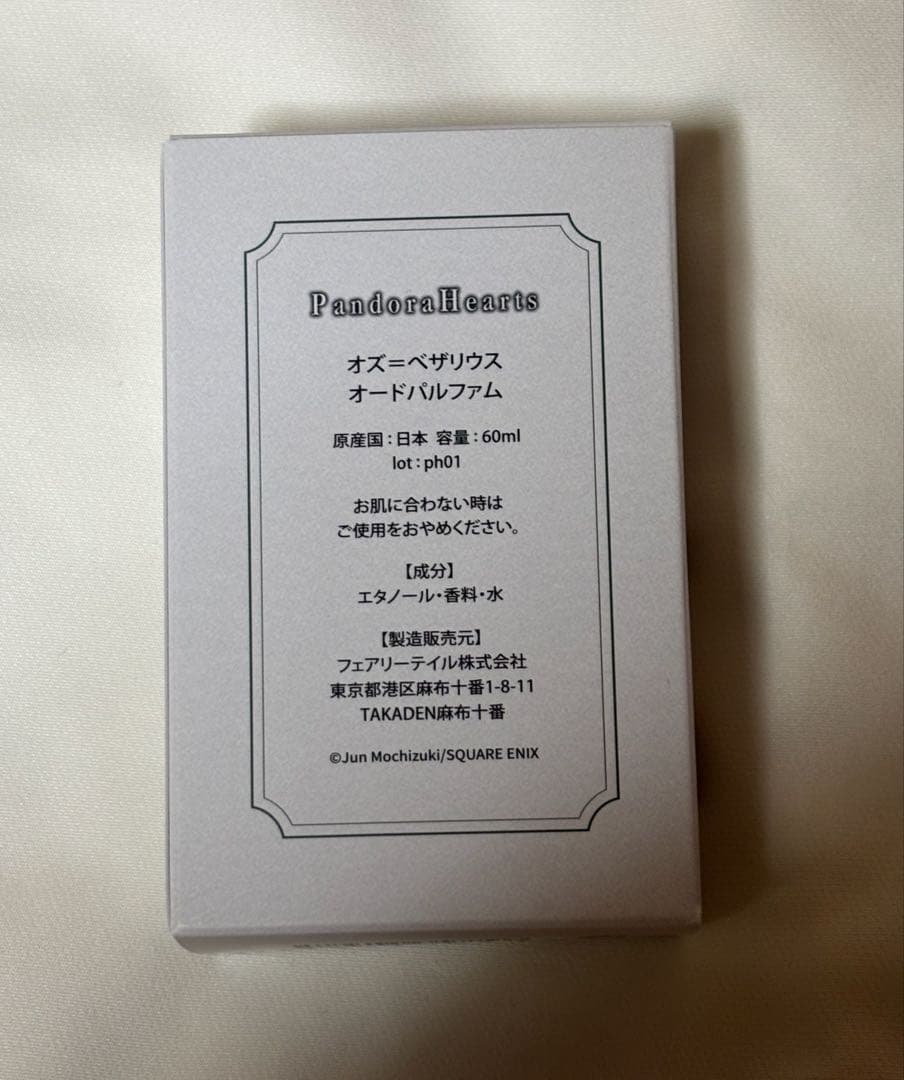 PandoraHearts
オズ=ベザリウス
オードパルファム
原産国：日本 容量：60ml
lot：ph01
お肌に合わない時は
ご使用をおやめください。
【成分】
エタノール・香料・水
【製造販売元】
フェアリーテイル株式会社
東京都港区麻布十番1-8-11
TAKADEN麻布十番
©Jun Mochizuki/SQUARE ENIX